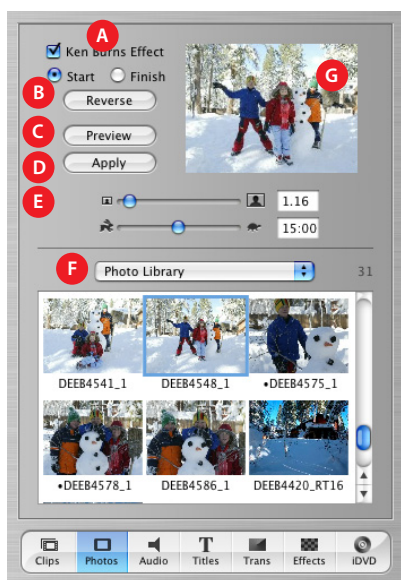 A
Ken Burns Effect
Start Finish
B
Reverse
G
C
Preview
D
Apply
E
1.16
15:00
F
Photo Library
31
DEEB4541_1 DEEB4548_1 •DEEB4575_1
•DEEB4578_1 DEEB4586_1 DEEB4420_RT16
Clips Photos Audio Titles Trans Effects iDVD